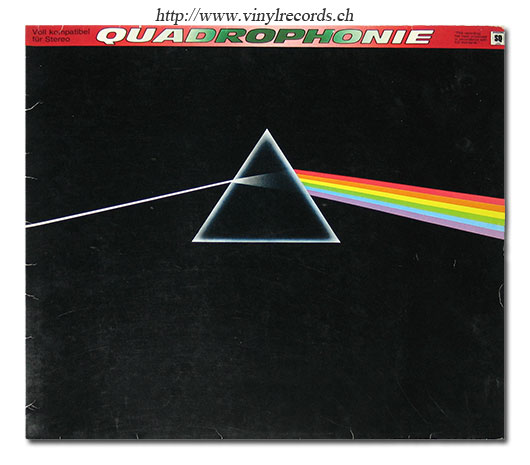 http://www.vinylrecords.ch
Voll kompatibel
für Stereo
QUADROPHONIE
SQ